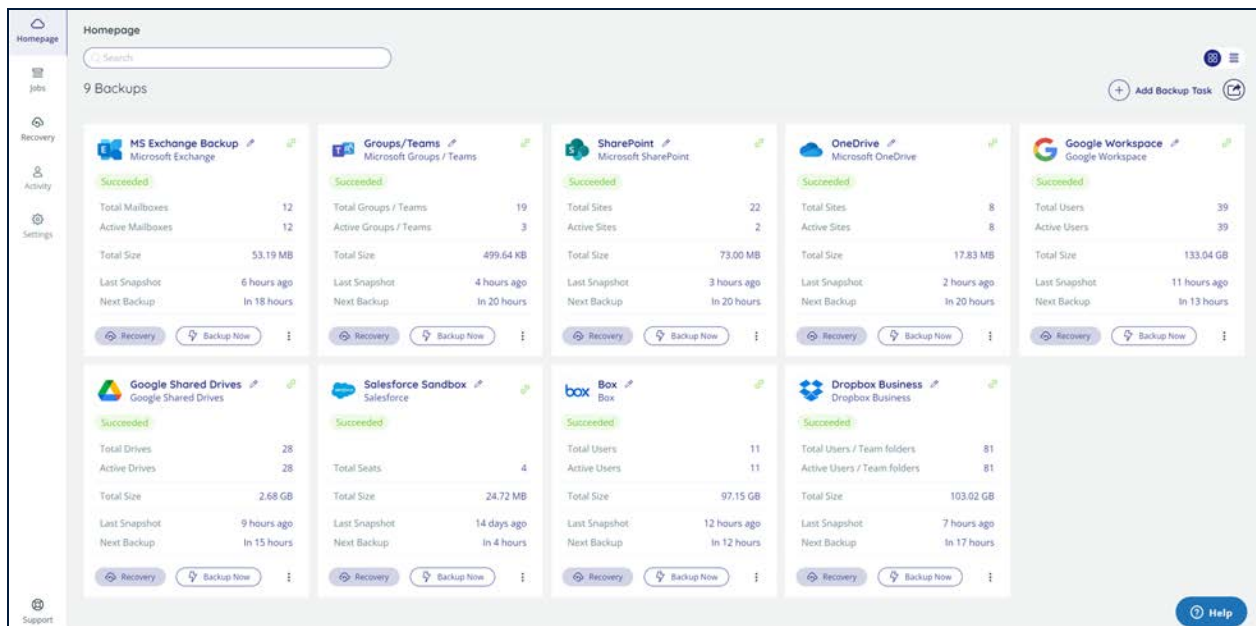 Homepage
Jobs
Recovery
Activity
Settings
Support
Homepage
Search
9 Backups
Add Backup Task
MS Exchange Backup
Microsoft Exchange
Succeeded
Total Mailboxes 12
Active Mailboxes 12
Total Size 53.19 MB
Last Snapshot 6 hours ago
Next Backup In 18 hours
Recovery Backup Now
Groups/Teams
Microsoft Groups / Teams
Succeeded
Total Groups / Teams 19
Active Groups / Teams 3
Total Size 499.64 KB
Last Snapshot 4 hours ago
Next Backup In 20 hours
Recovery Backup Now
SharePoint
Microsoft SharePoint
Succeeded
Total Sites 22
Active Sites 2
Total Size 73.00 MB
Last Snapshot 3 hours ago
Next Backup In 20 hours
Recovery Backup Now
OneDrive
Microsoft OneDrive
Succeeded
Total Sites 8
Active Sites 8
Total Size 17.83 MB
Last Snapshot 2 hours ago
Next Backup In 20 hours
Recovery Backup Now
Google Workspace
Google Workspace
Succeeded
Total Users 39
Active Users 39
Total Size 133.04 GB
Last Snapshot 11 hours ago
Next Backup In 13 hours
Recovery Backup Now
Google Shared Drives
Google Shared Drives
Succeeded
Total Drives 28
Active Drives 28
Total Size 2.68 GB
Last Snapshot 9 hours ago
Next Backup In 15 hours
Recovery Backup Now
Salesforce Sandbox
Salesforce
Succeeded
Total Seats 4
Total Size 24.72 MB
Last Snapshot 14 days ago
Next Backup In 4 hours
Recovery Backup Now
box Box
Box
Succeeded
Total Users 11
Active Users 11
Total Size 97.15 GB
Last Snapshot 12 hours ago
Next Backup In 12 hours
Recovery Backup Now
Dropbox Business
Dropbox Business
Succeeded
Total Users / Team folders 81
Active Users / Team folders 81
Total Size 103.02 GB
Last Snapshot 7 hours ago
Next Backup In 17 hours
Recovery Backup Now
Help